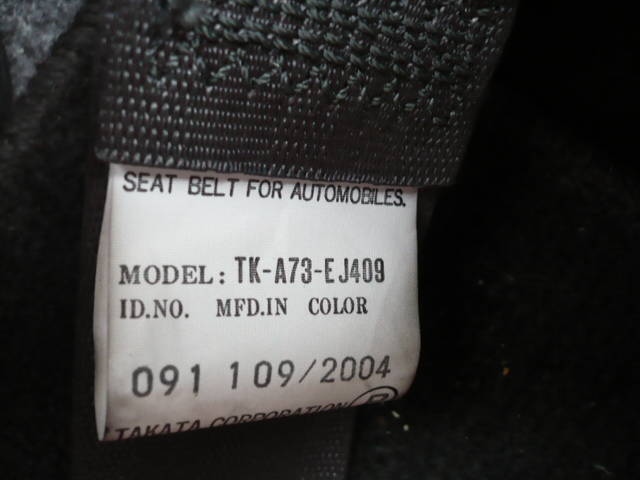 SEAT BELT FOR AUTOMOBILES.
MODEL: TK-A73-EJ409
ID.NO. MFD.IN COLOR
091 109/2004
TAKATA CORPORATION